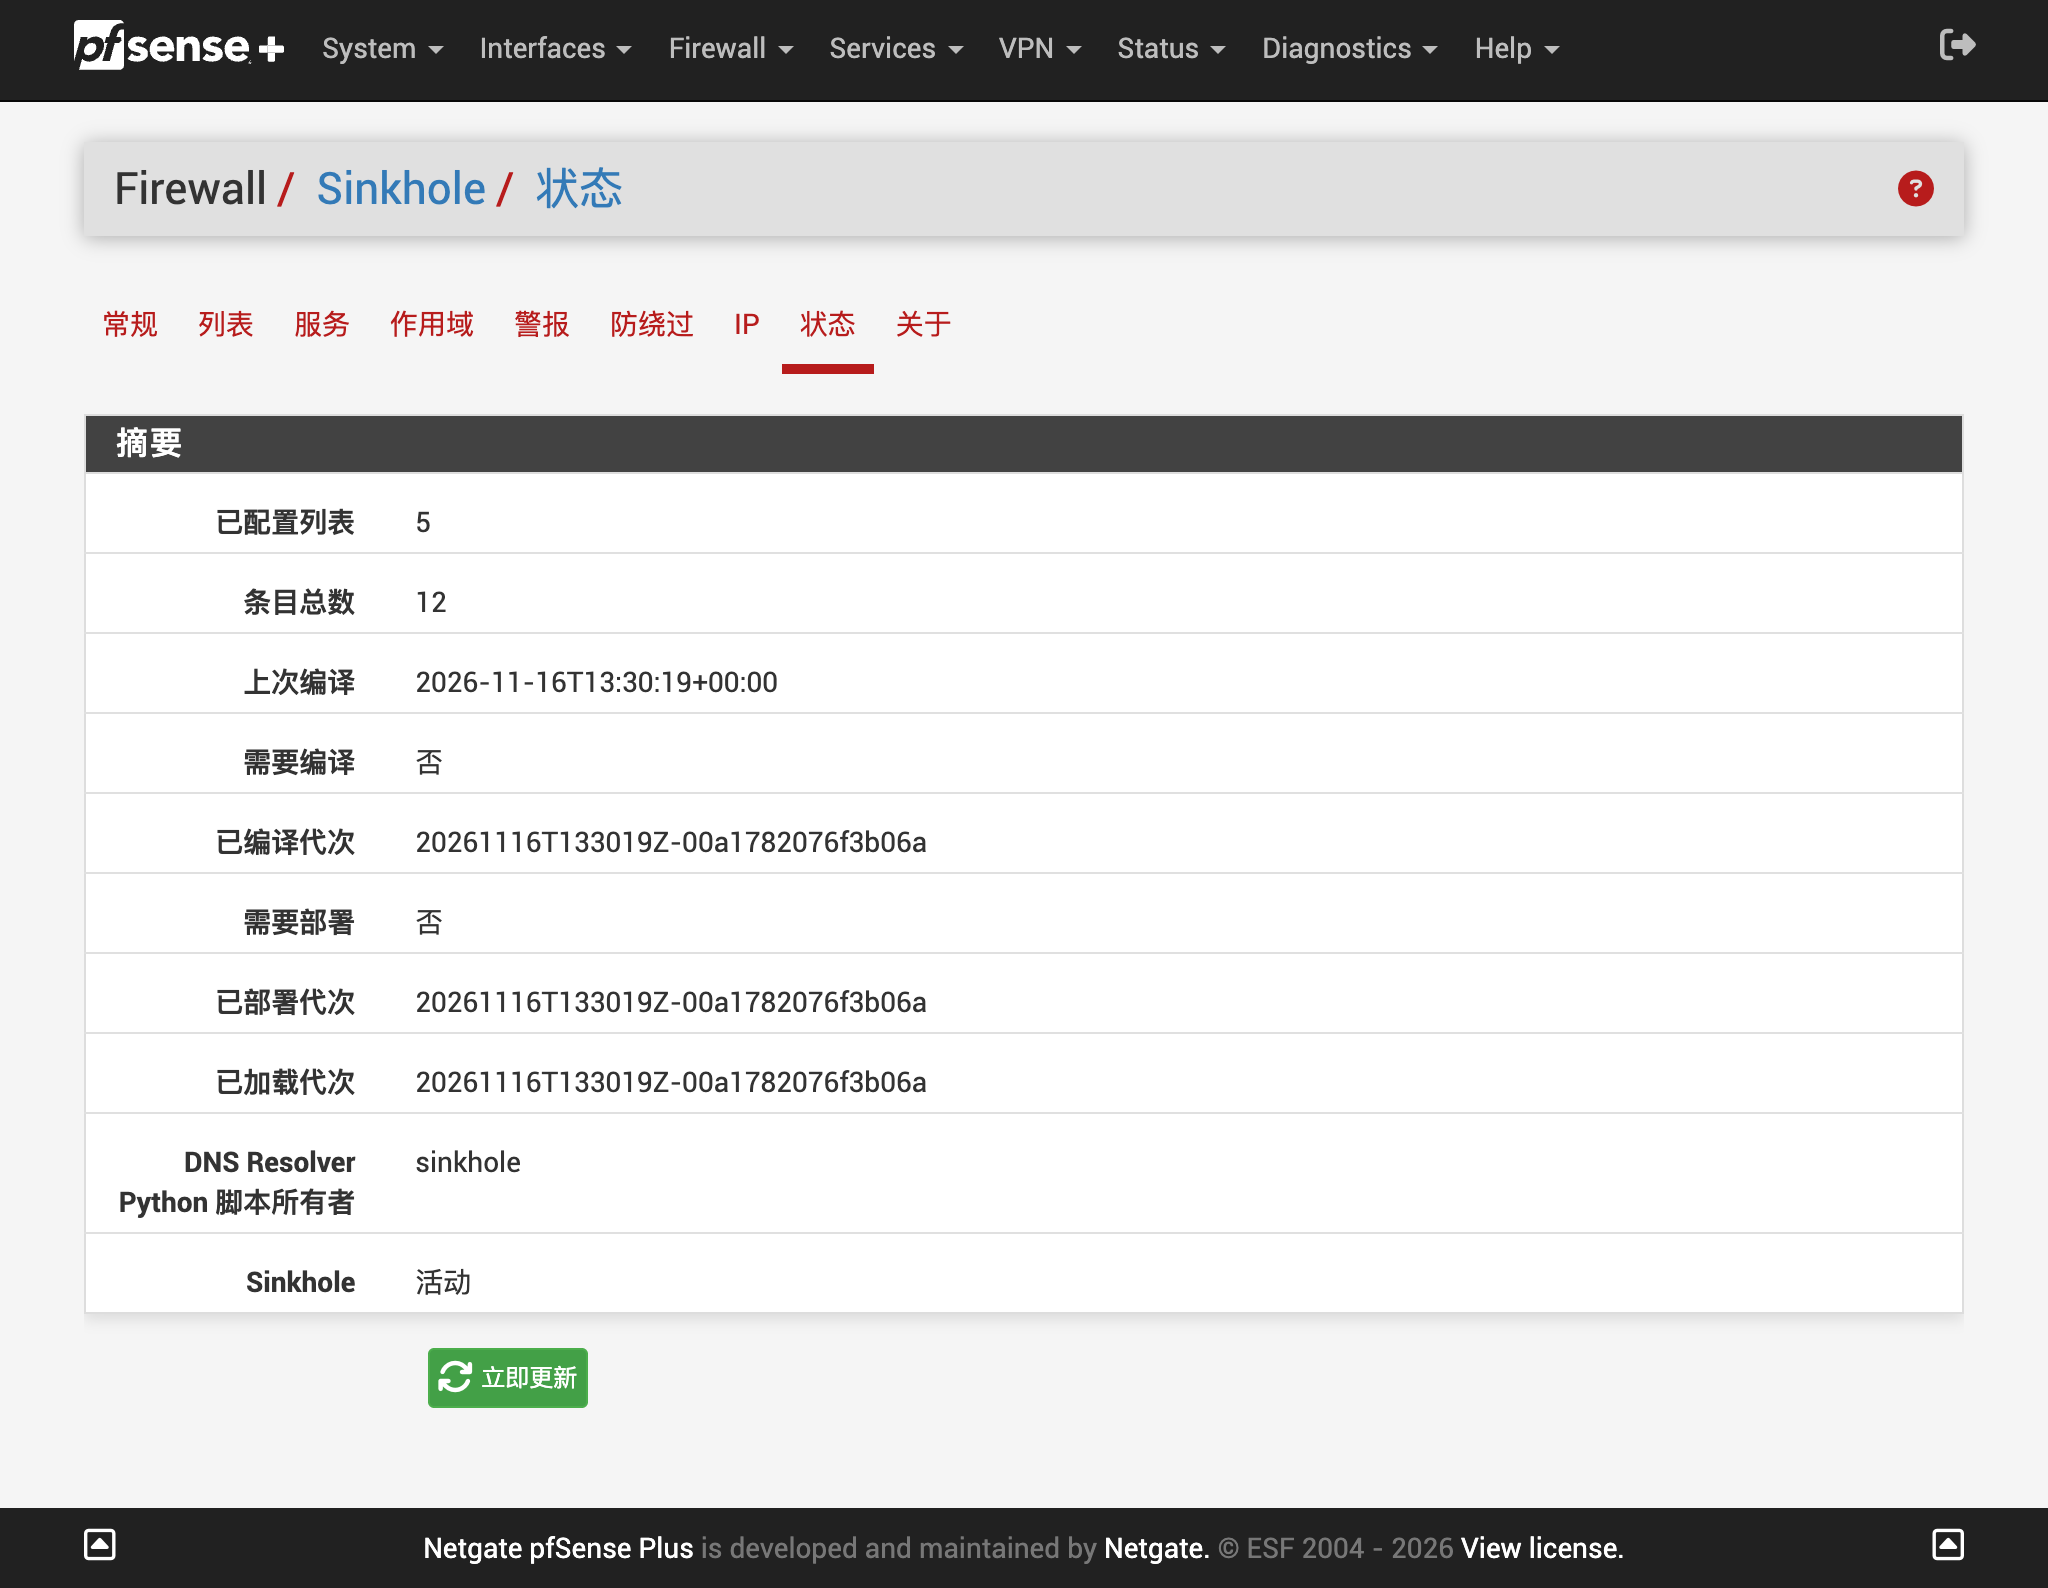 pfsense +
System
Interfaces
Firewall
Services
VPN
Status
Diagnostics
Help
Firewall / Sinkhole / 状态
常规
列表
服务
作用域
警报
防绕过
IP
状态
关于
摘要
已配置列表 5
条目总数 12
上次编译 2026-11-16T13:30:19+00:00
需要编译 否
已编译代次 20261116T133019Z-00a1782076f3b06a
需要部署 否
已部署代次 20261116T133019Z-00a1782076f3b06a
已加载代次 20261116T133019Z-00a1782076f3b06a
DNS Resolver sinkhole
Python 脚本所有者
Sinkhole 活动
立即更新
Netgate pfSense Plus is developed and maintained by Netgate. © ESF 2004 - 2026 View license.